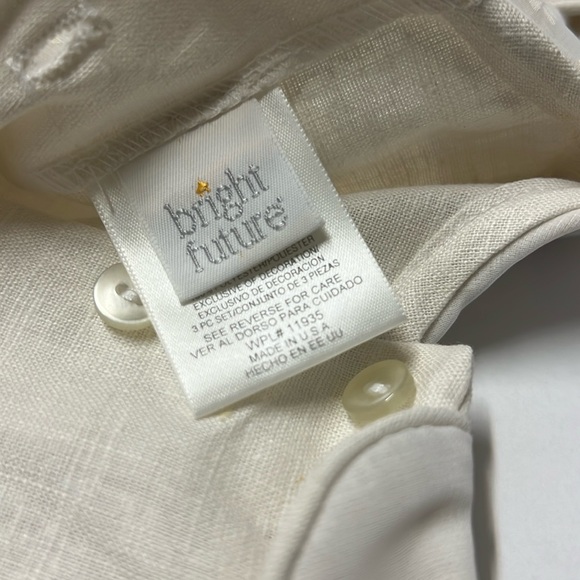 bright
future
POLYESTER
EXCLUSIVE OF DECORATION/
EXCLUSIVO DE DECORACION
3 PC SET/CONJUNTO DE 3 PIEZAS
SEE REVERSE FOR CARE
VER AL DORSO PARA CUIDADO
WPL# 11935
MADE IN U.S.A.
HECHO EN EE UU